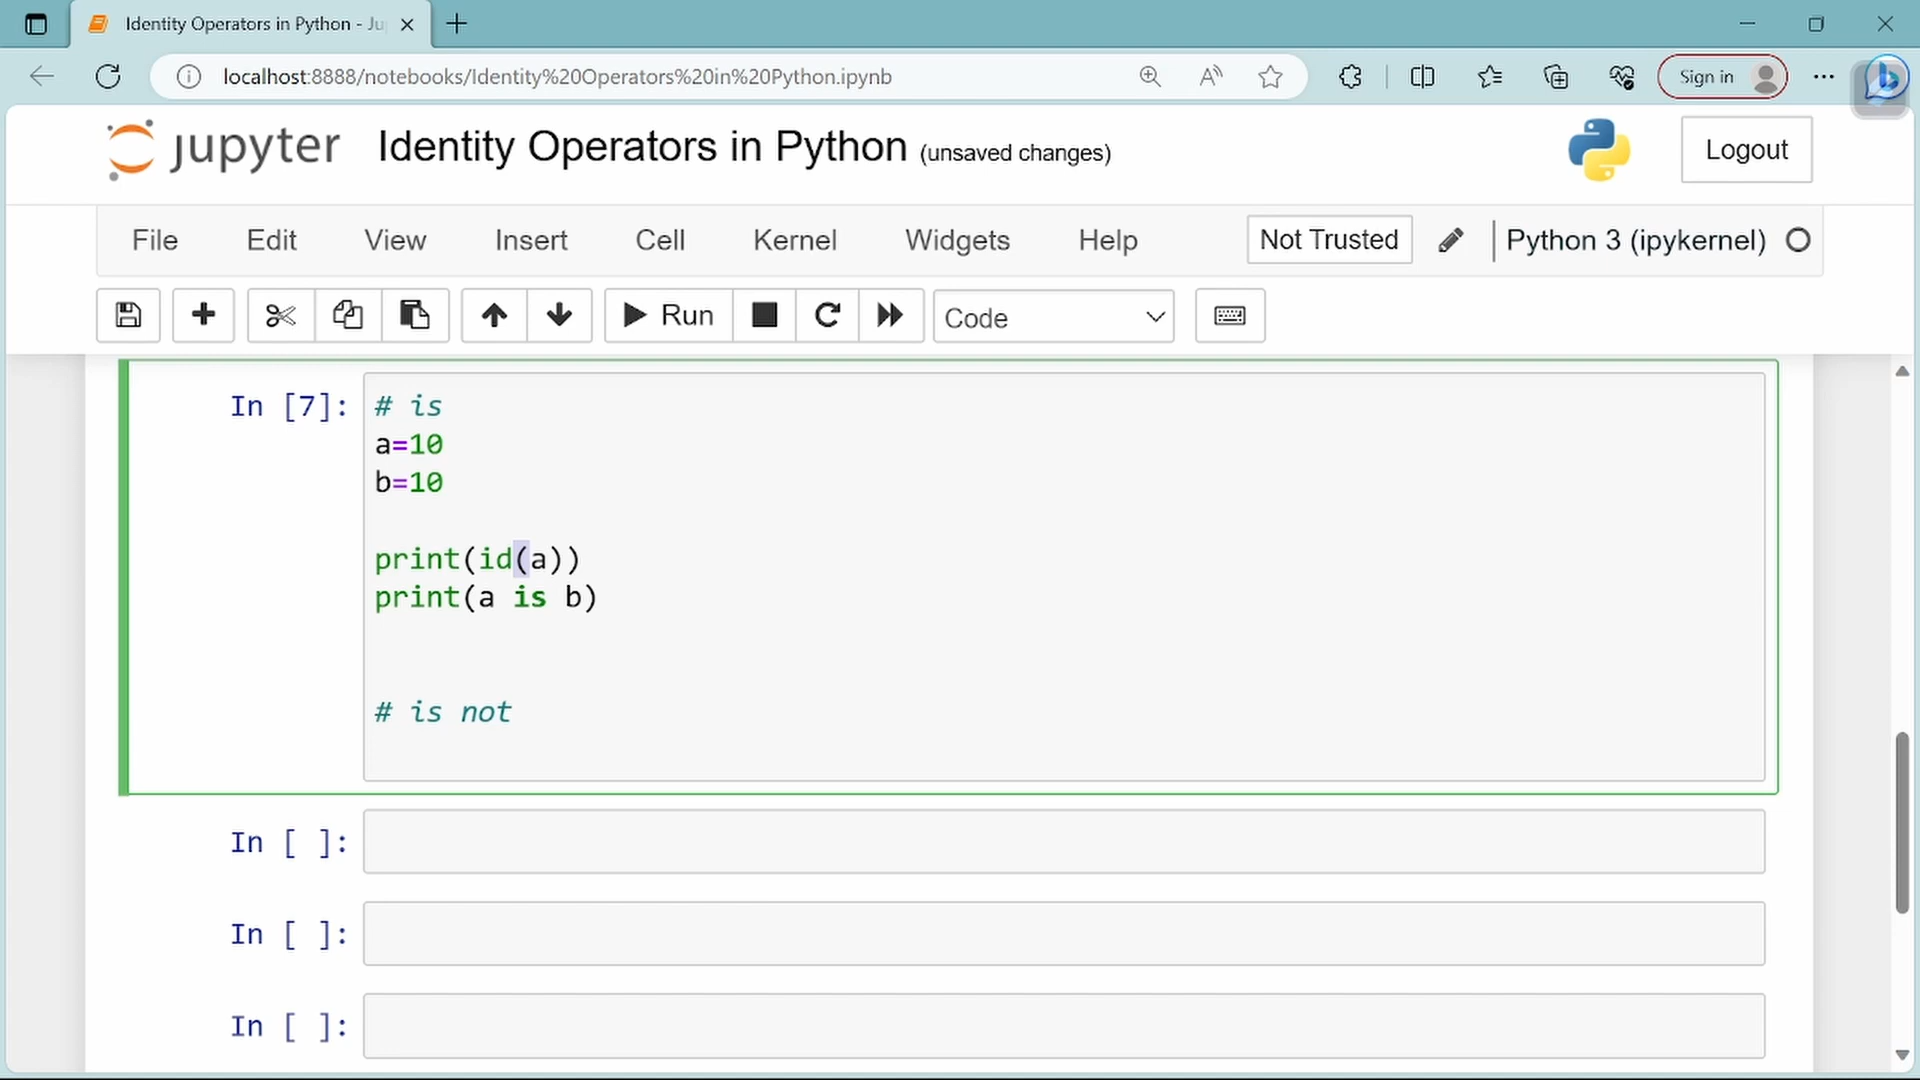 Identity Operators in Python - Ju
localhost:8888/notebooks/Identity%20Operators%20in%20Python.ipynb
Sign in
jupyter Identity Operators in Python (unsaved changes)
Logout
File Edit View Insert Cell Kernel Widgets Help Not Trusted Python 3 (ipykernel)
Run Code
In [7]: # is
a=10
b=10
print(id(a))
print(a is b)
# is not
In [ ]:
In [ ]:
In [ ]: